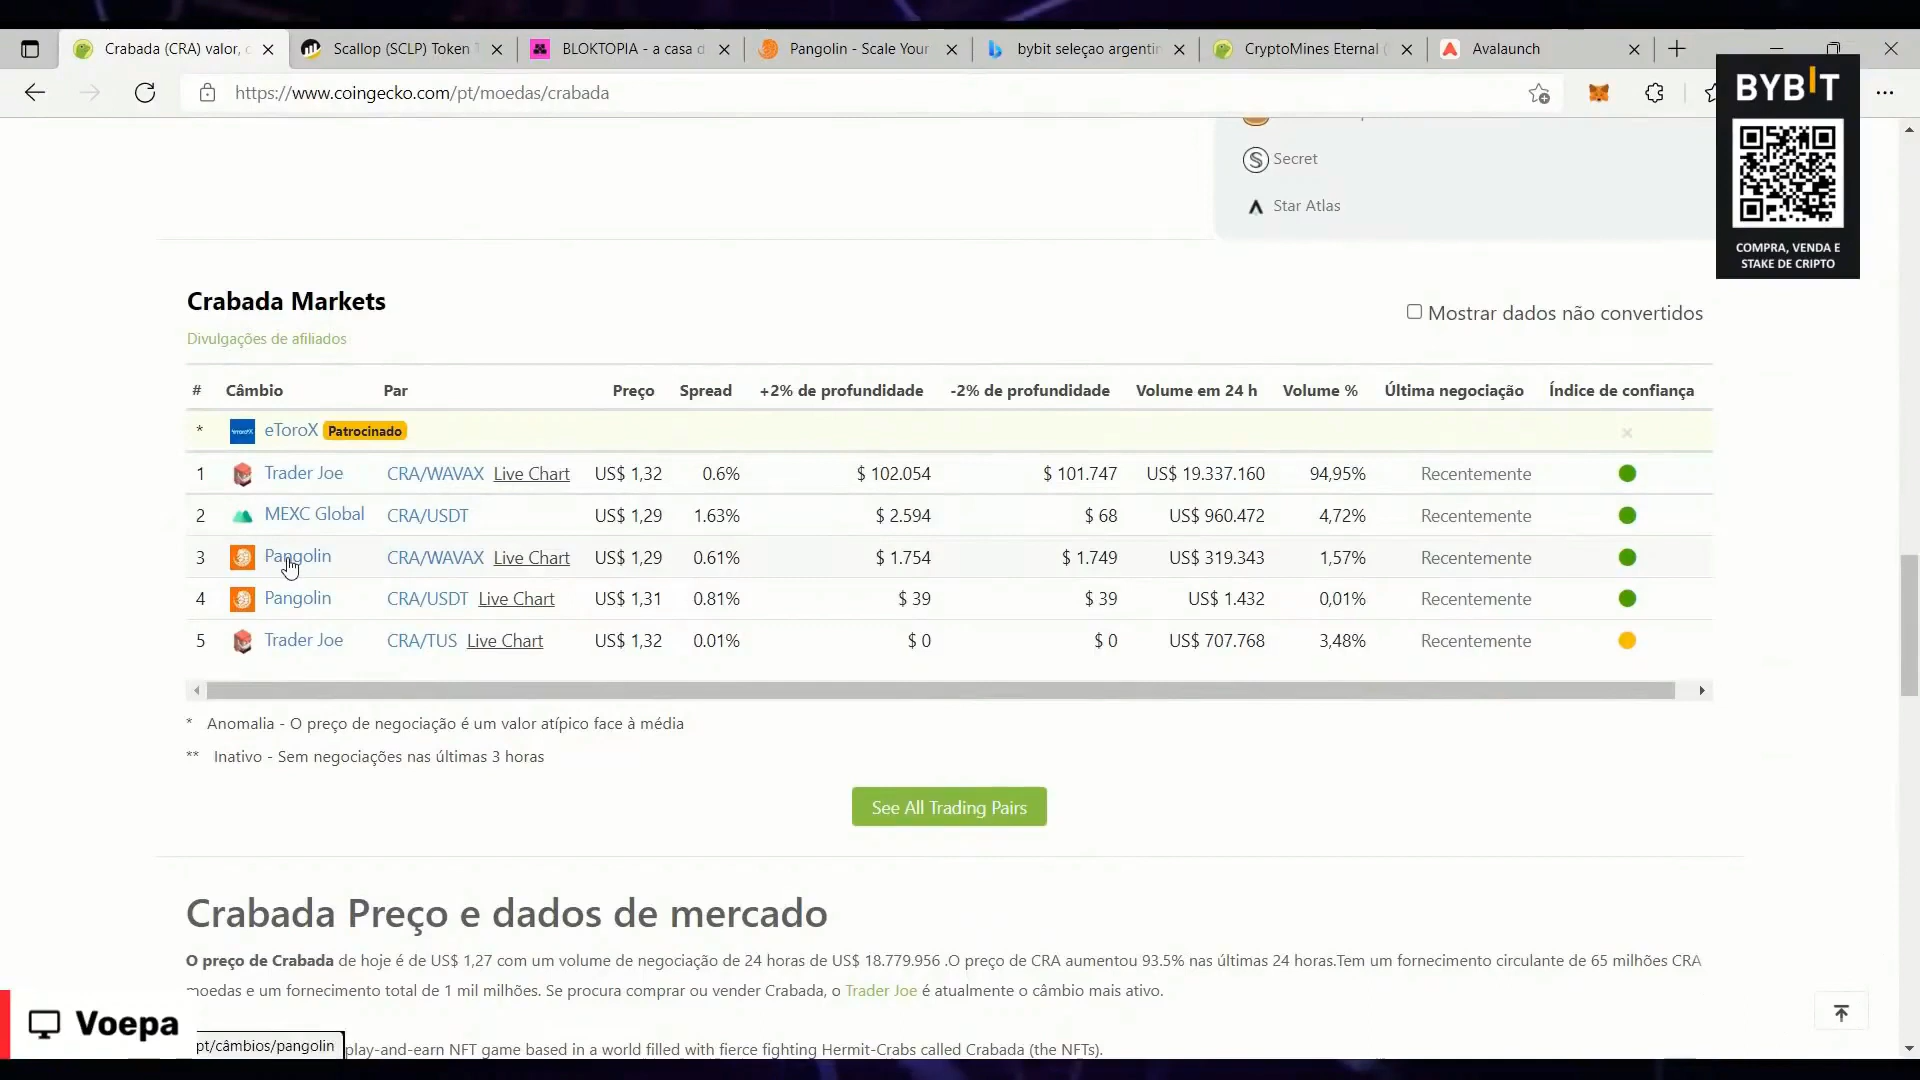 Crabada (CRA) valor, c
Scallop (SCLP) Token
BLOKTOPIA - a casa d
Pangolin - Scale Your
bybit seleçao argentin
CryptoMines Eternal (
Avalaunch
https://www.coingecko.com/pt/moedas/crabada
BYBIT
COMPRA, VENDA E
STAKE DE CRIPTO
Secret
Star Atlas
Crabada Markets
Mostrar dados não convertidos
Divulgações de afiliados
# Câmbio Par Preço Spread +2% de profundidade -2% de profundidade Volume em 24 h Volume % Última negociação Índice de confiança
* eToroX Patrocinado
1 Trader Joe CRA/WAVAX Live Chart US$ 1,32 0.6% $ 102.054 $ 101.747 US$ 19.337.160 94,95% Recentemente
2 MEXC Global CRA/USDT US$ 1,29 1.63% $ 2.594 $ 68 US$ 960.472 4,72% Recentemente
3 Pangolin CRA/WAVAX Live Chart US$ 1,29 0.61% $ 1.754 $ 1.749 US$ 319.343 1,57% Recentemente
4 Pangolin CRA/USDT Live Chart US$ 1,31 0.81% $ 39 $ 39 US$ 1.432 0,01% Recentemente
5 Trader Joe CRA/TUS Live Chart US$ 1,32 0.01% $ 0 $ 0 US$ 707.768 3,48% Recentemente
* Anomalia - O preço de negociação é um valor atípico face à média
** Inativo - Sem negociações nas últimas 3 horas
See All Trading Pairs
Crabada Preço e dados de mercado
O preço de Crabada de hoje é de US$ 1,27 com um volume de negociação de 24 horas de US$ 18.779.956 .O preço de CRA aumentou 93.5% nas últimas 24 horas.Tem um fornecimento circulante de 65 milhões CRA
moedas e um fornecimento total de 1 mil milhões. Se procura comprar ou vender Crabada, o Trader Joe é atualmente o câmbio mais ativo.
Voepa
pt/câmbios/pangolin
play-and-earn NFT game based in a world filled with fierce fighting Hermit-Crabs called Crabada (the NFTs).